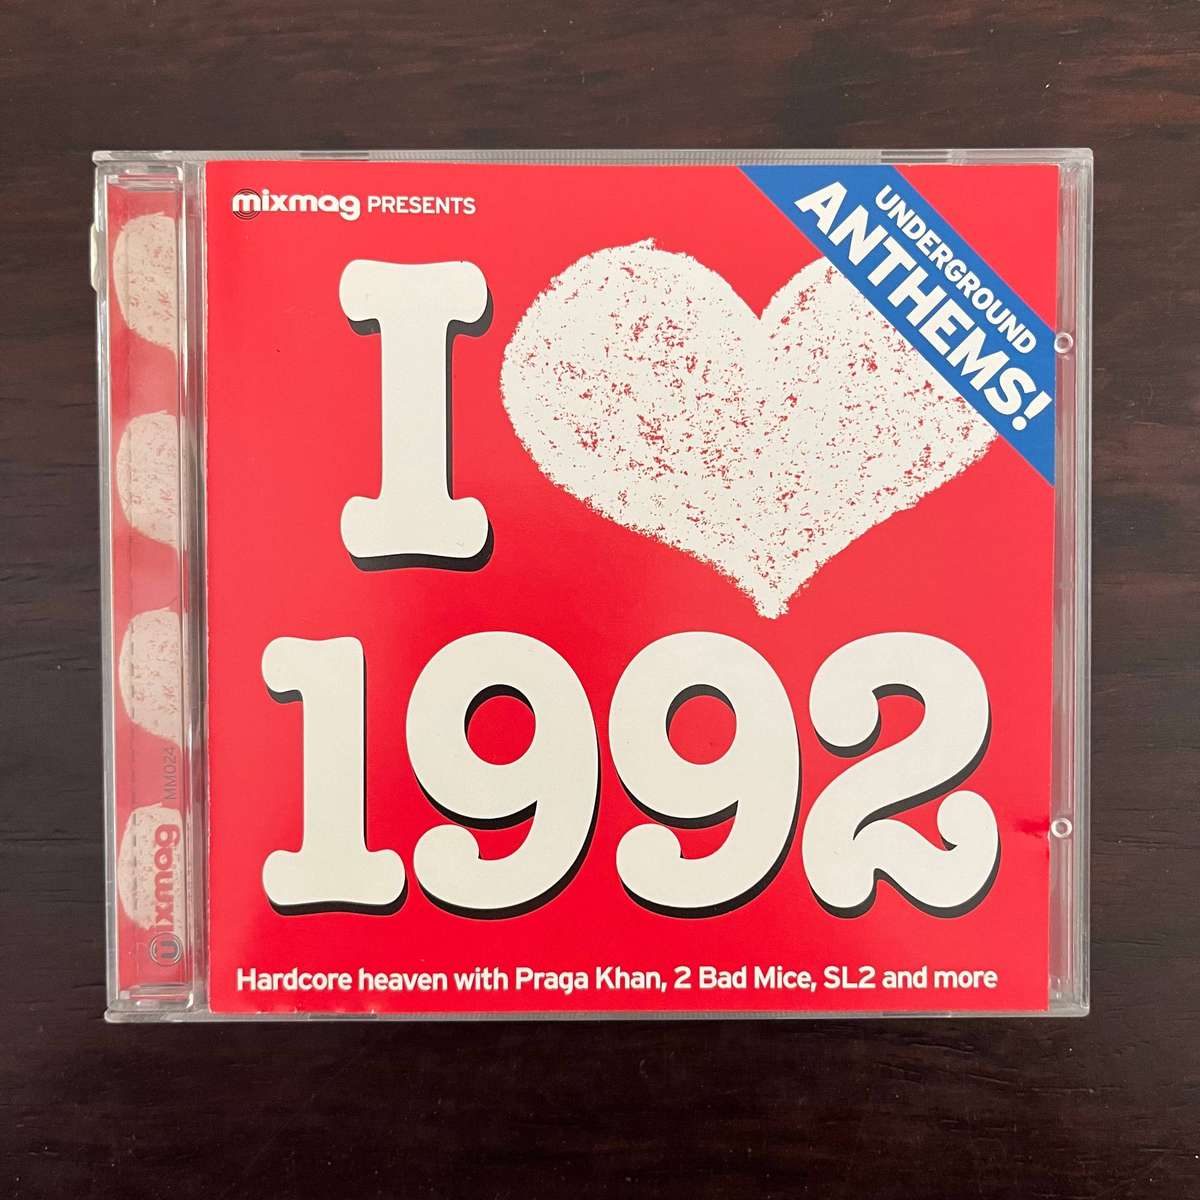 mixmag PRESENTS
UNDERGROUND
ANTHEMS!
I
1992
Hardcore heaven with Praga Khan, 2 Bad Mice, SL2 and more
mixmag MM024